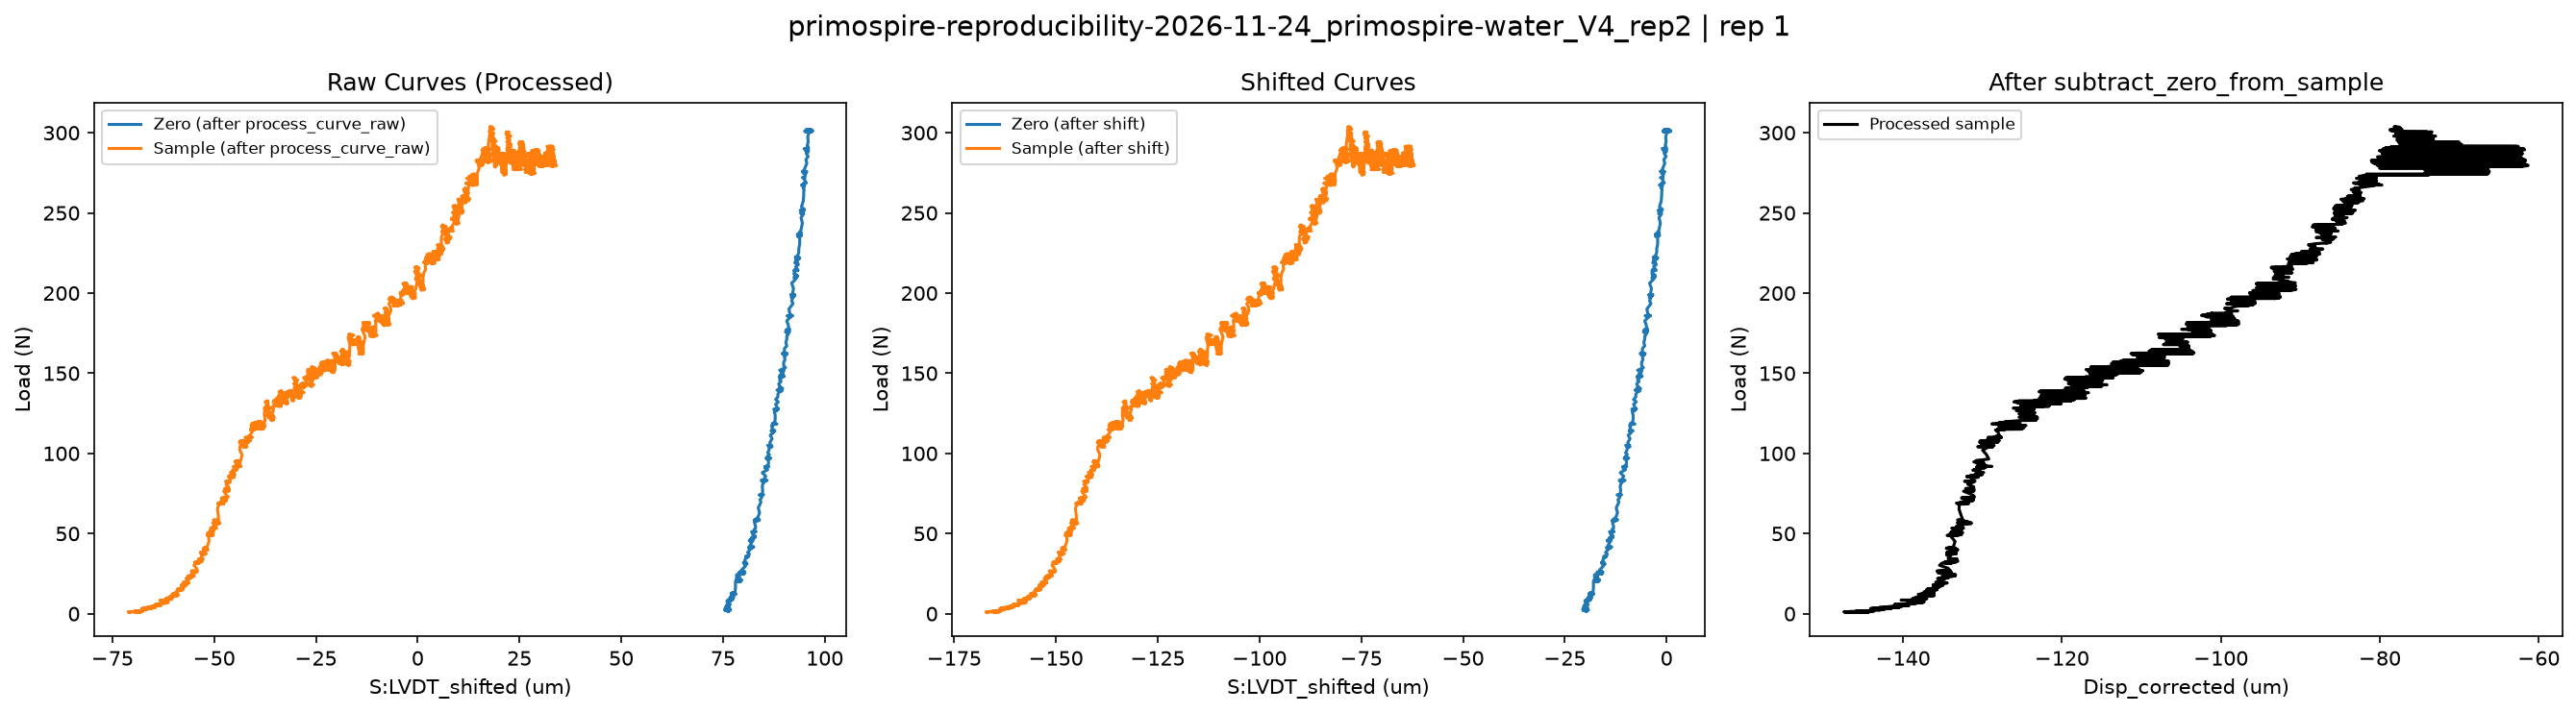 primospire-reproducibility-2026-11-24_primospire-water_V4_rep2 | rep 1
Raw Curves (Processed)
Zero (after process_curve_raw)
Sample (after process_curve_raw)
Load (N)
300
250
200
150
100
50
0
−75 −50 −25 0 25 50 75 100
S:LVDT_shifted (um)
Shifted Curves
Zero (after shift)
Sample (after shift)
Load (N)
300
250
200
150
100
50
0
−175 −150 −125 −100 −75 −50 −25 0
S:LVDT_shifted (um)
After subtract_zero_from_sample
Processed sample
Load (N)
300
250
200
150
100
50
0
−140 −120 −100 −80 −60
Disp_corrected (um)